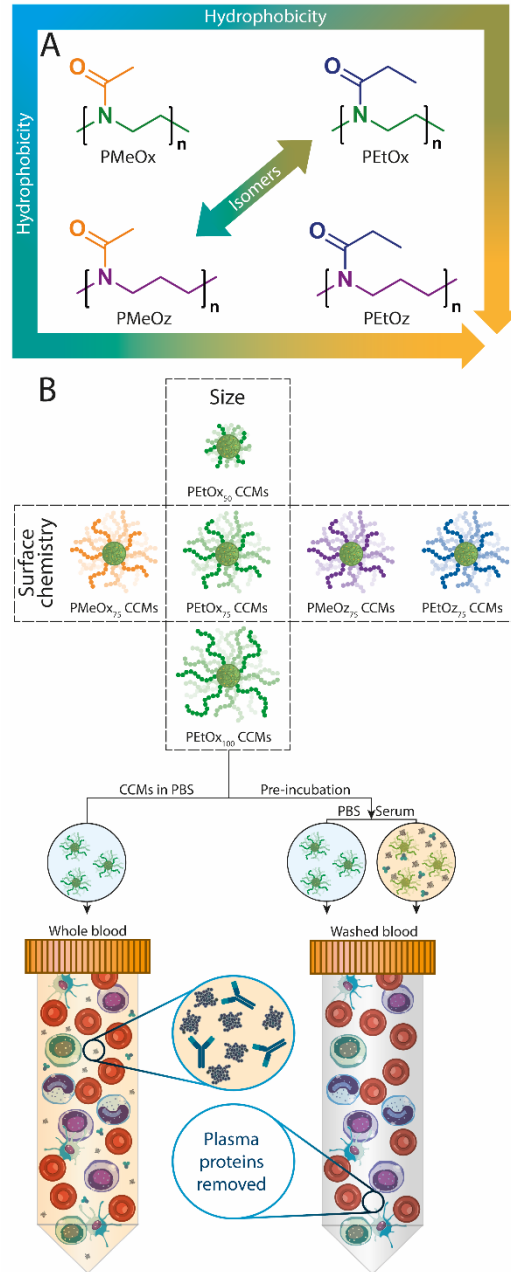 Hydrophobicity
A
Hydrophobicity
O
O
N
n
N
n
PMeOx
PEtOx
Isomers
O
O
N
n
N
n
PMeOz
PEtOz
B
Size
PEtOx50 CCMs
Surface
chemistry
PMeOx75 CCMs
PEtOx75 CCMs
PMeOz75 CCMs
PEtOz75 CCMs
PEtOx100 CCMs
CCMs in PBS
Pre-incubation
PBS
Serum
Whole blood
Washed blood
Plasma
proteins
removed